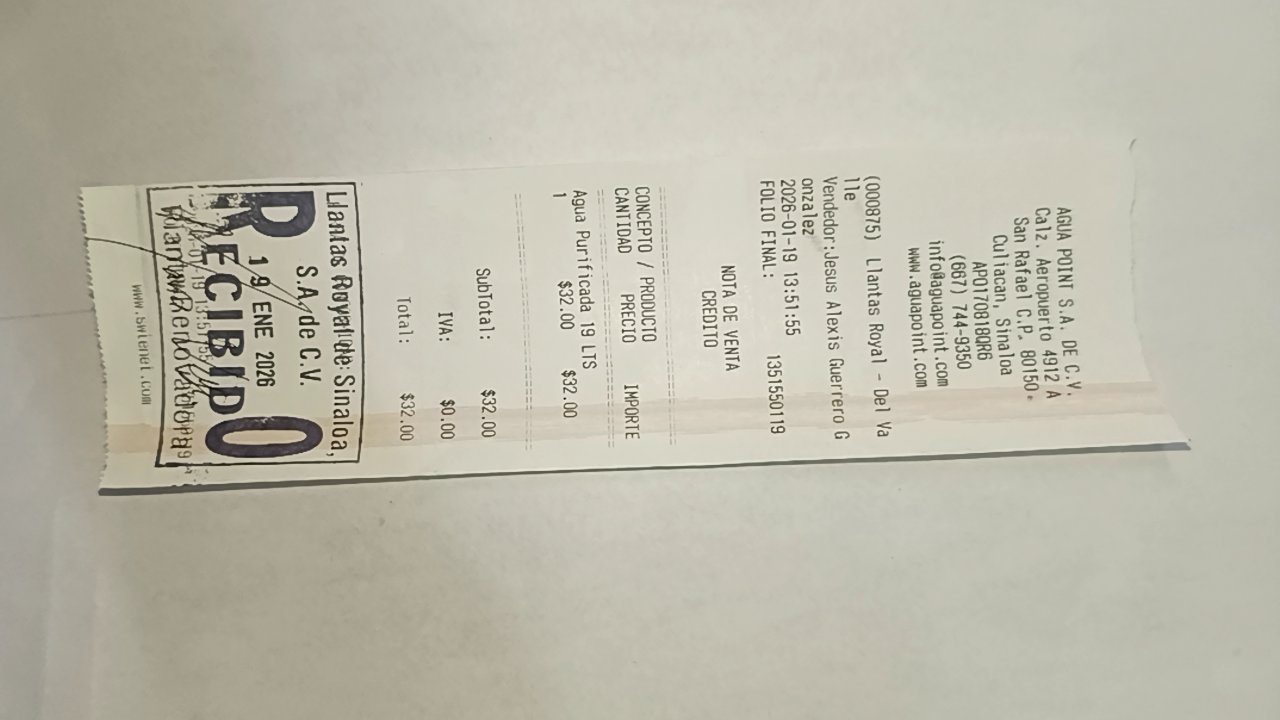 AGUA POINT S.A. DE C.V.
Calz. Aeropuerto 4912 A
San Rafael C.P. 80150.
Culiacan, Sinaloa
APO170818QR6
(667) 744-9350
info@aguapoint.com
www.aguapoint.com
(000875) Llantas Royal - Del Va
lle
Vendedor:Jesus Alexis Guerrero G
onzalez
2026-01-19 13:51:55
FOLIO FINAL: 1351550119
NOTA DE VENTA
CREDITO
CONCEPTO / PRODUCTO
CANTIDAD PRECIO IMPORTE
Agua Purificada 19 LTS
1 $32.00 $32.00
SubTotal: $32.00
IVA: $0.00
Total: $32.00
Llantas Royal de Sinaloa,
S.A. de C.V.
19 ENE 2026
RECIBIDO
www.bwienet.com